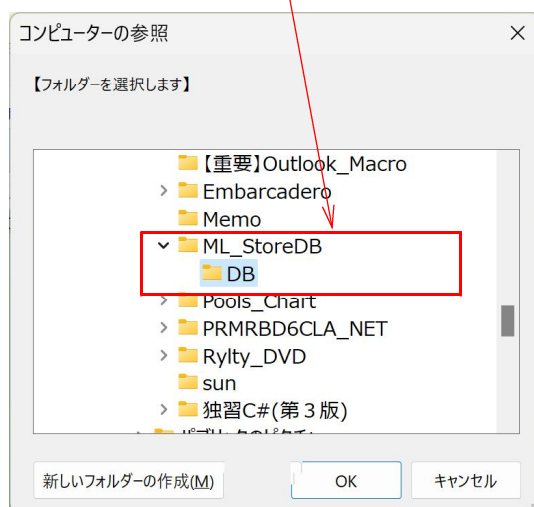 コンピューターの参照
【フォルダーを選択します】
【重要】Outlook_Macro
Embarcadero
Memo
ML_StoreDB
DB
Pools_Chart
PRMRBD6CLA_NET
Rylty_DVD
sun
独習C#(第３版)
新しいフォルダーの作成(M)
OK
キャンセル